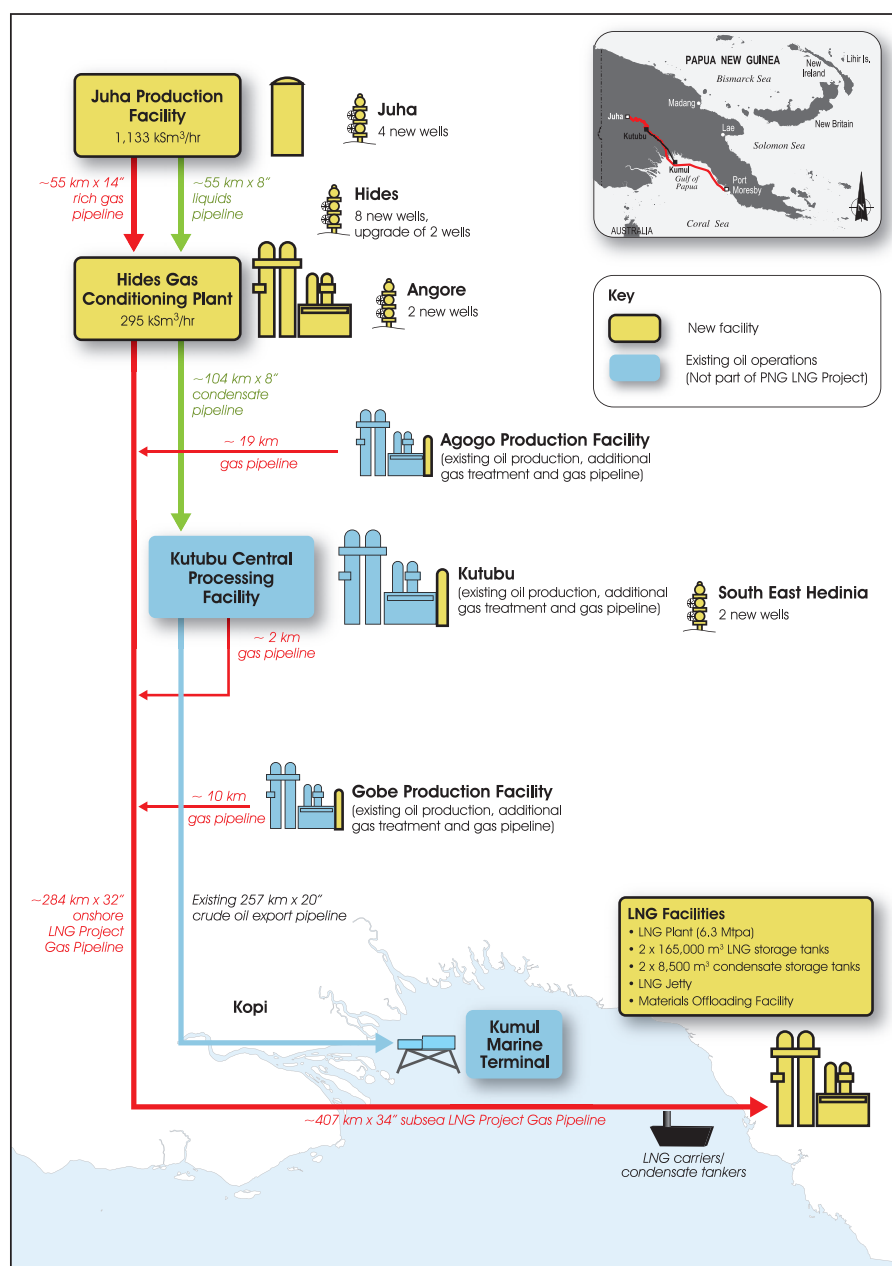 Juha Production
Facility
1,133 kSm³/hr
Juha
4 new wells
~55 km x 14”
rich gas
pipeline
~55 km x 8”
liquids
pipeline
Hides
8 new wells,
upgrade of 2 wells
Hides Gas
Conditioning Plant
295 kSm³/hr
Angore
2 new wells
PAPUA NEW GUINEA
Bismarck Sea
New
Ireland
Lihir Is.
Madang
Juha
Kutubu
Lae
New Britain
Solomon Sea
Kumul
Gulf of
Papua
Port
Moresby
Coral Sea
AUSTRALIA
N
Key
New facility
Existing oil operations
(Not part of PNG LNG Project)
~104 km x 8”
condensate
pipeline
~ 19 km
gas pipeline
Agogo Production Facility
(existing oil production, additional
gas treatment and gas pipeline)
Kutubu Central
Processing
Facility
Kutubu
(existing oil production, additional
gas treatment and gas pipeline)
South East Hedinia
2 new wells
~ 2 km
gas pipeline
~ 10 km
gas pipeline
Gobe Production Facility
(existing oil production, additional
gas treatment and gas pipeline)
~284 km x 32”
onshore
LNG Project
Gas Pipeline
Existing 257 km x 20”
crude oil export pipeline
LNG Facilities
• LNG Plant (6.3 Mtpa)
• 2 x 165,000 m³ LNG storage tanks
• 2 x 8,500 m³ condensate storage tanks
• LNG Jetty
• Materials Offloading Facility
Kopi
Kumul
Marine
Terminal
~407 km x 34” subsea LNG Project Gas Pipeline
LNG carriers/
condensate tankers